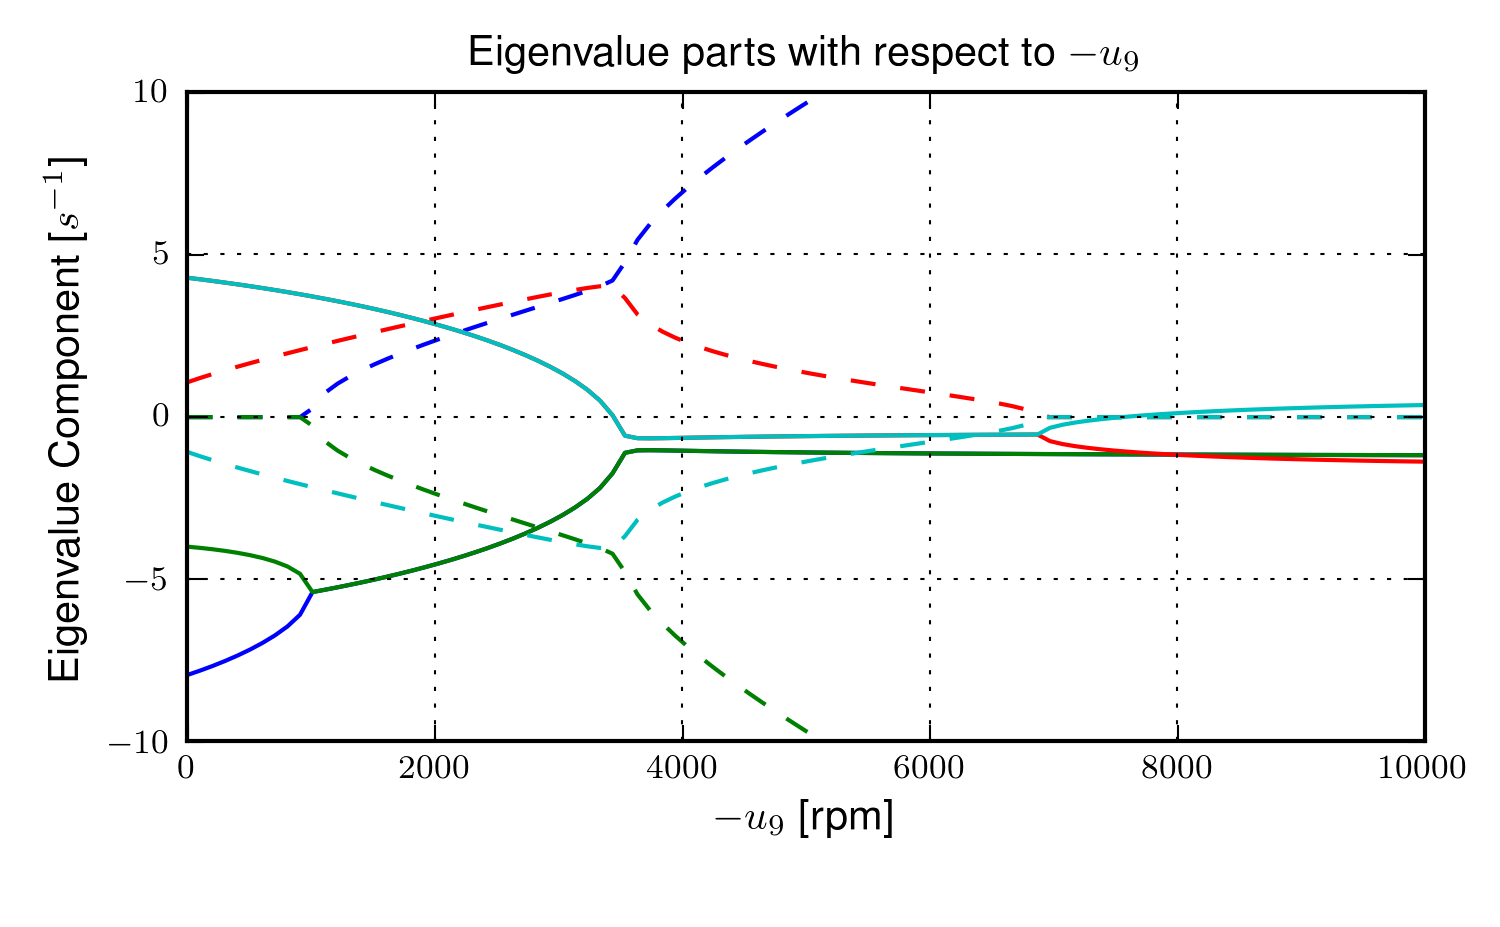 Eigenvalue parts with respect to −u₉
Eigenvalue Component [s⁻¹]
10
5
0
−5
−10
0 2000 4000 6000 8000 10000
−u₉ [rpm]